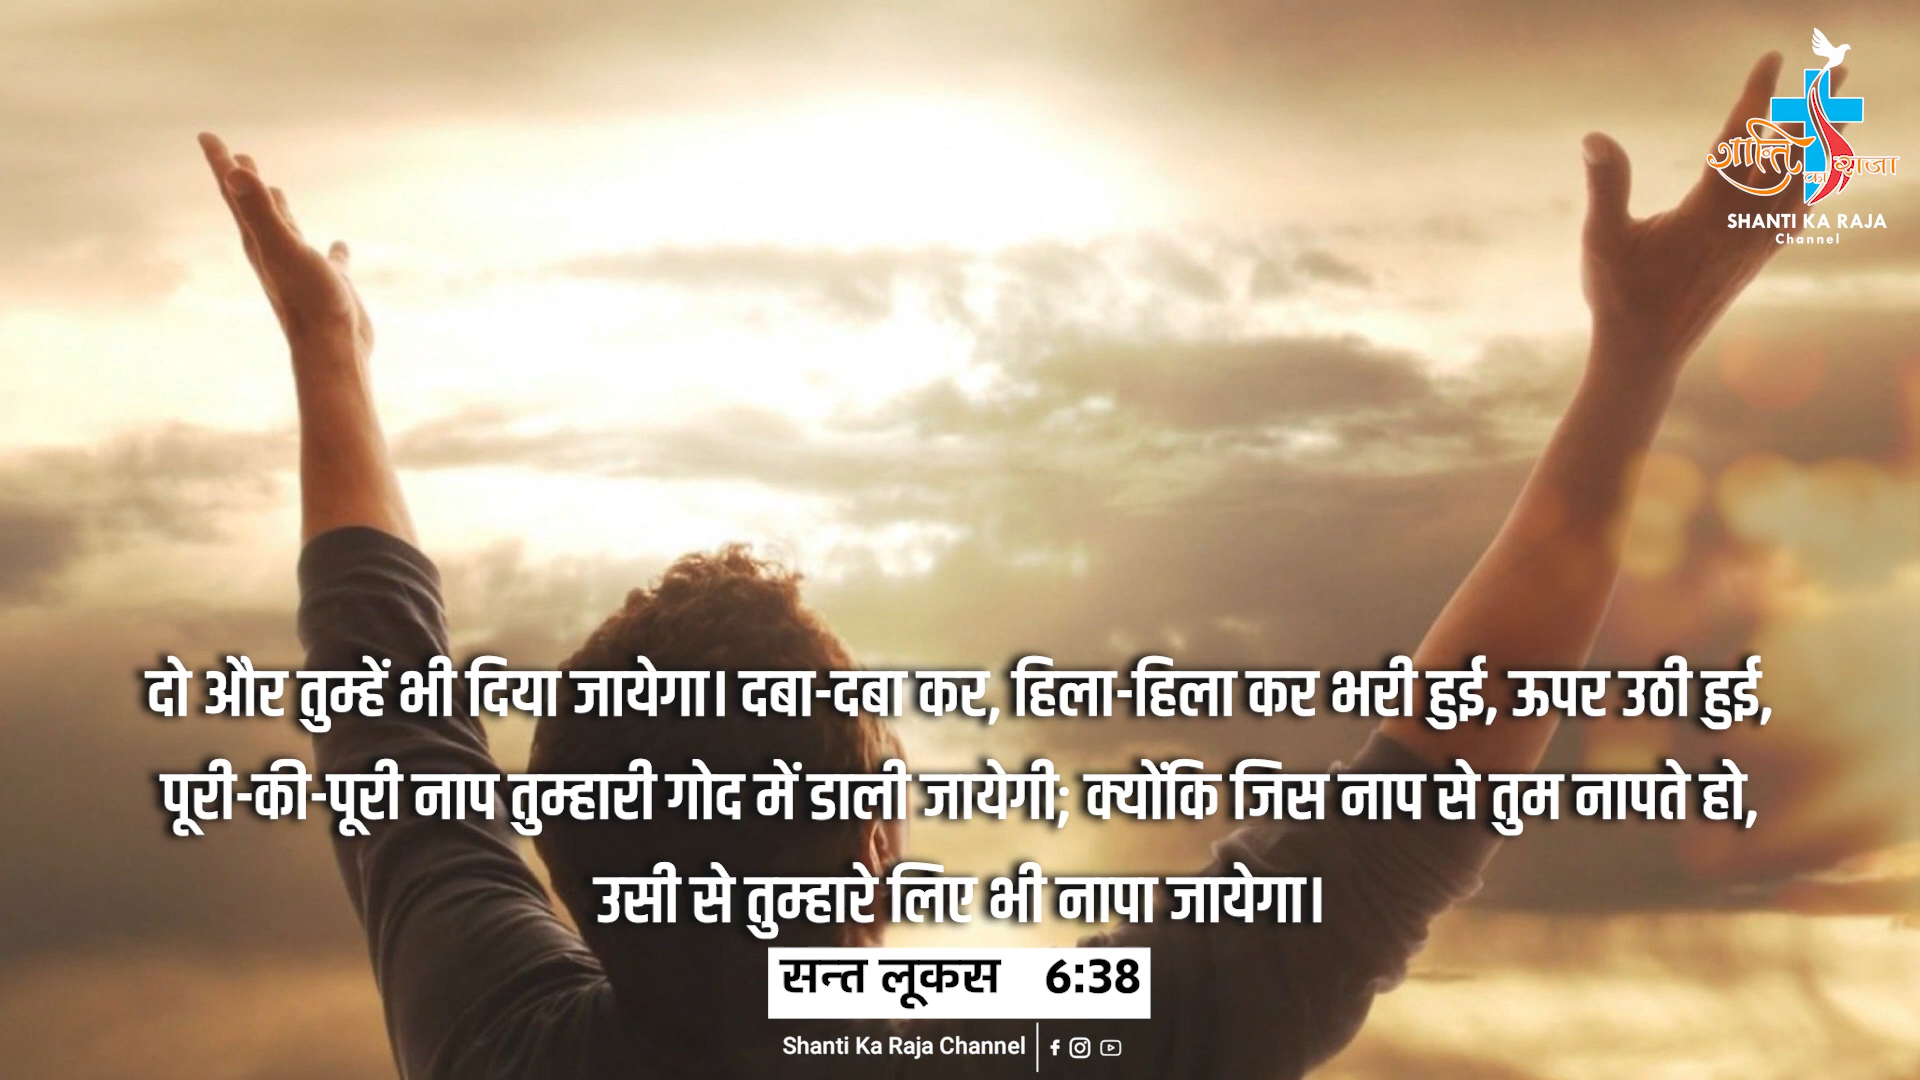 शान्ति का राजा
SHANTI KA RAJA
Channel
दो और तुम्हें भी दिया जायेगा। दबा-दबा कर, हिला-हिला कर भरी हुई, ऊपर उठी हुई,
पूरी-की-पूरी नाप तुम्हारी गोद में डाली जायेगी; क्योंकि जिस नाप से तुम नापते हो,
उसी से तुम्हारे लिए भी नापा जायेगा।
सन्त लूकस 6:38
Shanti Ka Raja Channel